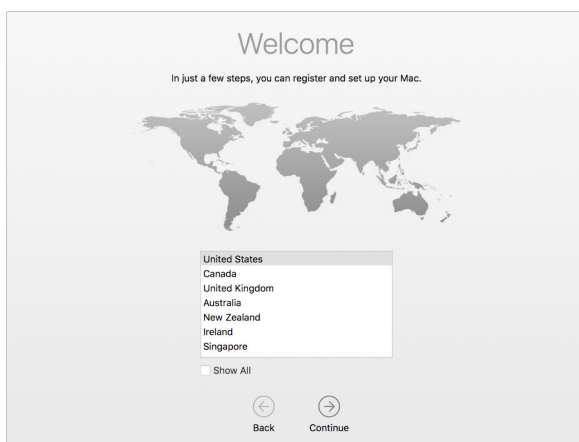 Welcome
In just a few steps, you can register and set up your Mac.
United States
Canada
United Kingdom
Australia
New Zealand
Ireland
Singapore
Show All
Back Continue